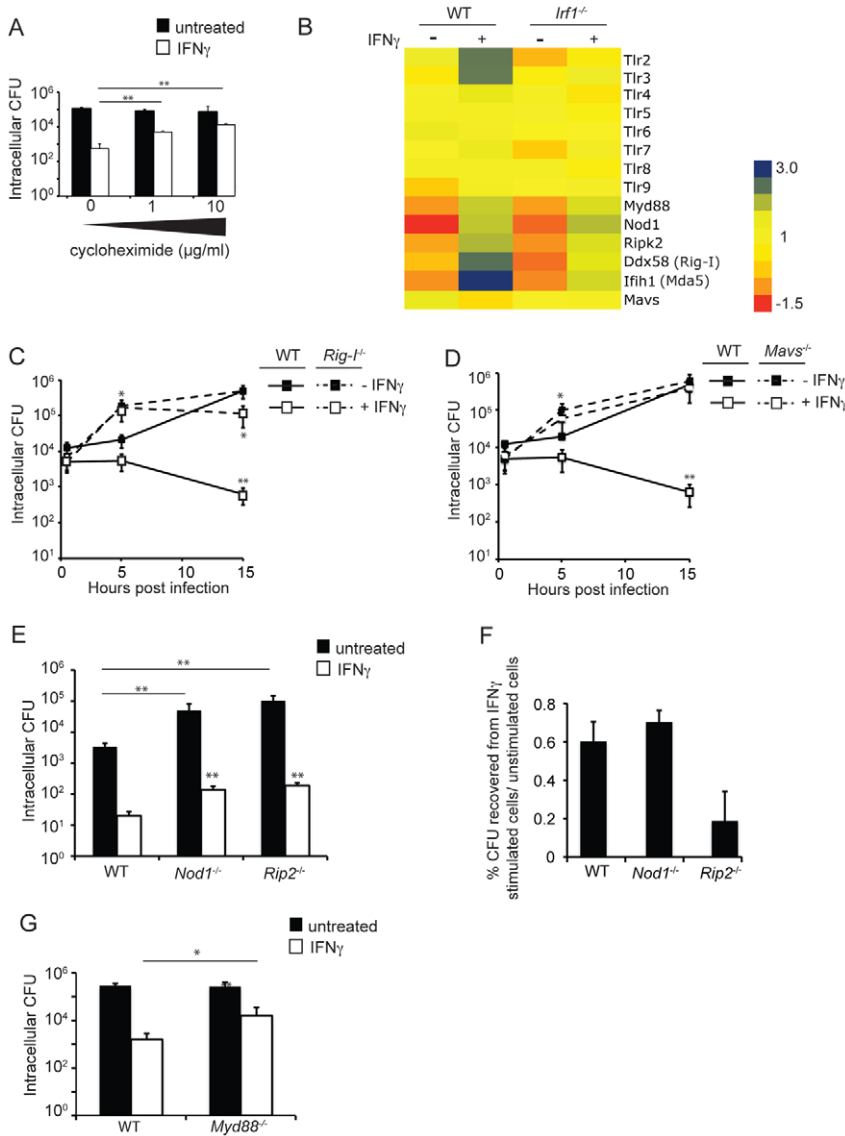 A
untreated
IFNγ
Intracellular CFU
10⁶
10⁴
10²
10⁰
**
**
0 1 10
cycloheximide (µg/ml)
B
WT Irf1-/-
IFNγ - + - +
Tlr2
Tlr3
Tlr4
Tlr5
Tlr6
Tlr7
Tlr8
Tlr9
Myd88
Nod1
Ripk2
Ddx58 (Rig-I)
Ifih1 (Mda5)
Mavs
3.0
1
-1.5
C
WT Rig-I-/-
- IFNγ
+ IFNγ
Intracellular CFU
10⁶
10⁵
10⁴
10³
10²
10¹
*
*
**
0 5 10 15
Hours post infection
D
WT Mavs-/-
- IFNγ
+ IFNγ
Intracellular CFU
10⁶
10⁵
10⁴
10³
10²
10¹
*
**
0 5 10 15
Hours post infection
E
untreated
IFNγ
Intracellular CFU
10⁶
10⁵
10⁴
10³
10²
10¹
10⁰
**
**
**
**
WT Nod1-/- Rip2-/-
F
% CFU recovered from IFNγ
stimulated cells/ unstimulated cells
0.8
0.6
0.4
0.2
0
WT Nod1-/- Rip2-/-
G
untreated
IFNγ
Intracellular CFU
10⁶
10⁴
10²
10⁰
*
WT Myd88-/-